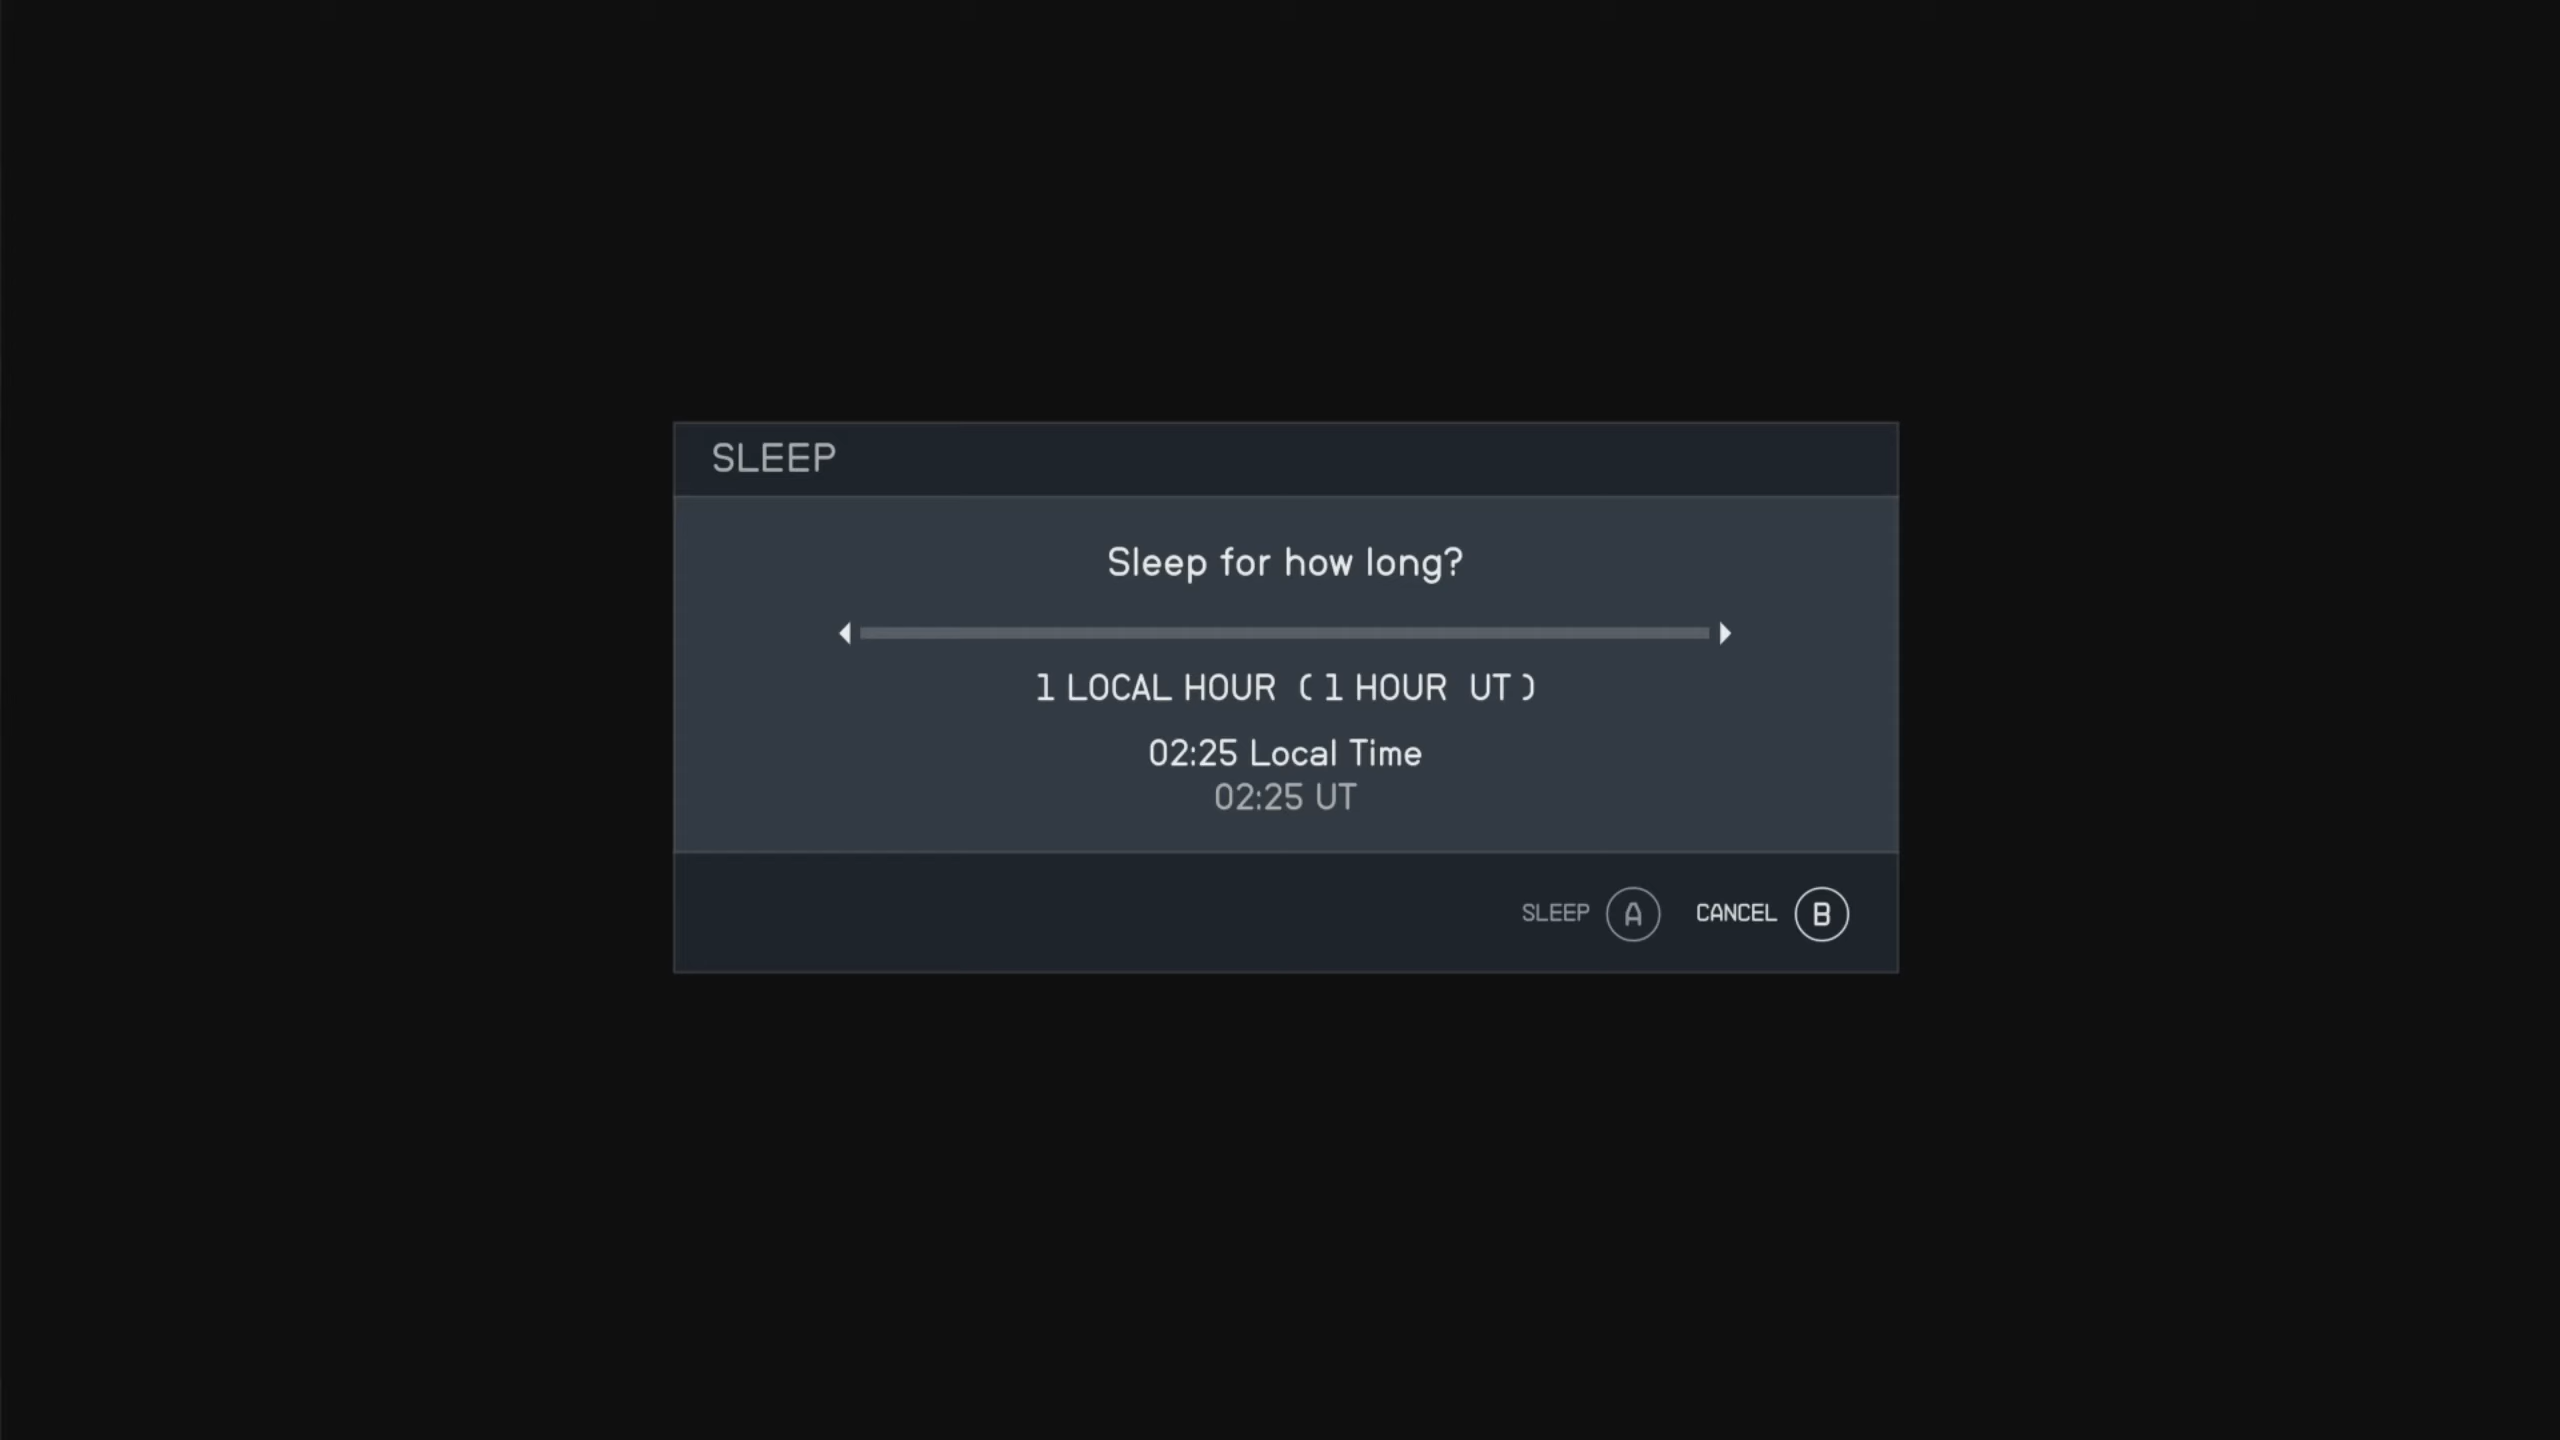 SLEEP
Sleep for how long?
1 LOCAL HOUR (1 HOUR UT)
02:25 Local Time
02:25 UT
SLEEP A CANCEL B